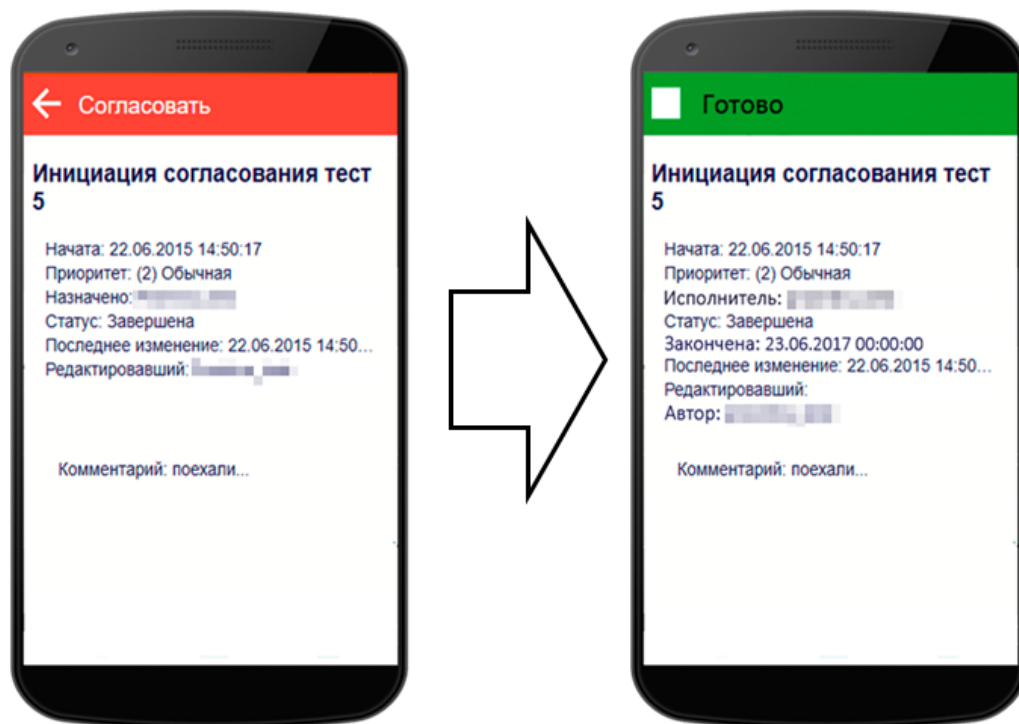 Согласовать
Инициация согласования тест
5
Начата: 22.06.2015 14:50:17
Приоритет: (2) Обычная
Назначено:
Статус: Завершена
Последнее изменение: 22.06.2015 14:50...
Редактировавший:
Комментарий: поехали...
Готово
Инициация согласования тест
5
Начата: 22.06.2015 14:50:17
Приоритет: (2) Обычная
Исполнитель:
Статус: Завершена
Закончена: 23.06.2017 00:00:00
Последнее изменение: 22.06.2015 14:50...
Редактировавший:
Автор:
Комментарий: поехали...